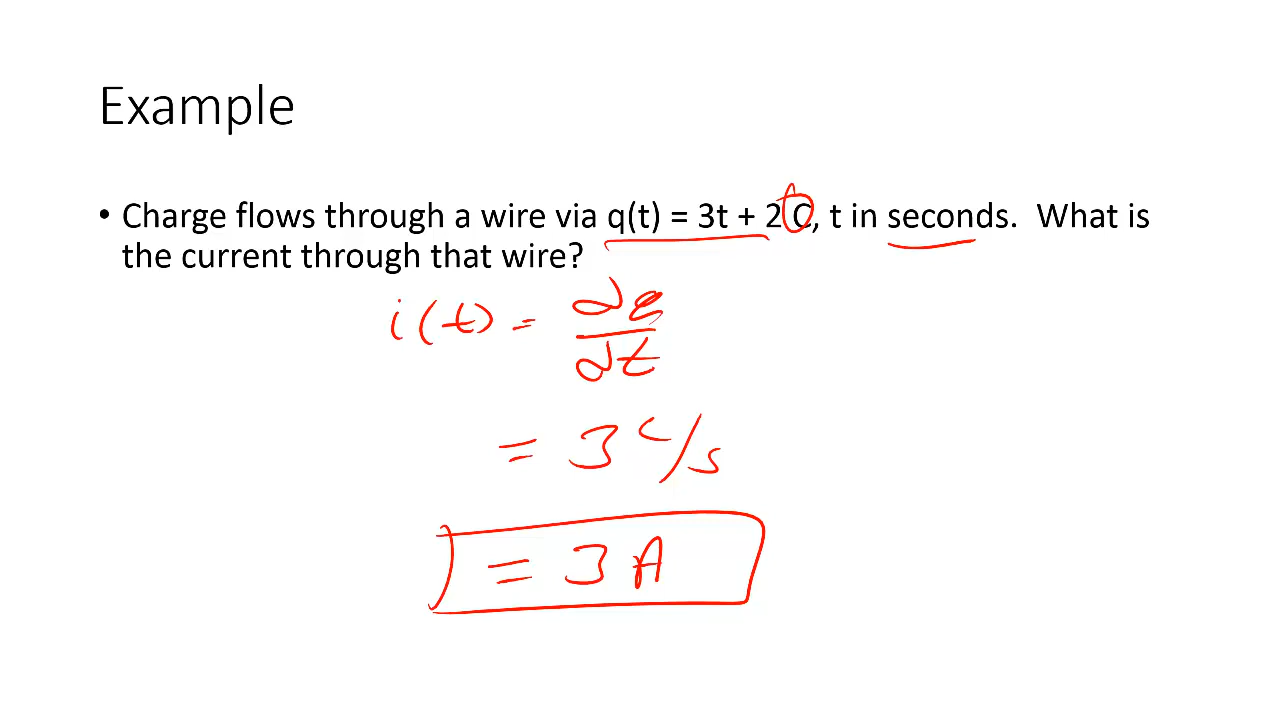 Example
• Charge flows through a wire via q(t) = 3t + 2 C, t in seconds. What is
the current through that wire?
i(t) = dq/dt
= 3 C/s
= 3 A